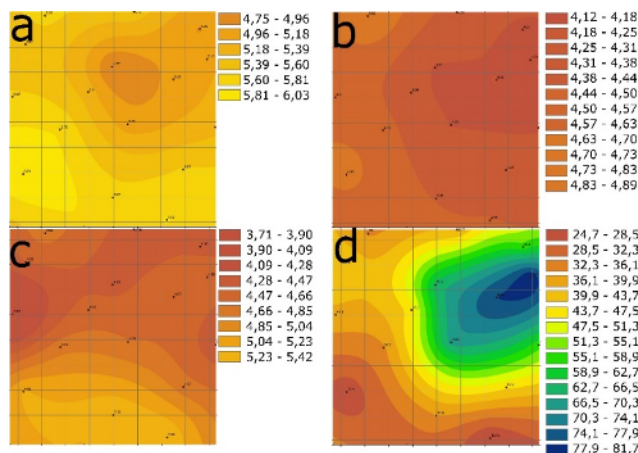 a
4,75 - 4,96
4,96 - 5,18
5,18 - 5,39
5,39 - 5,60
5,60 - 5,81
5,81 - 6,03
b
4,12 - 4,18
4,18 - 4,25
4,25 - 4,31
4,31 - 4,38
4,38 - 4,44
4,44 - 4,50
4,50 - 4,57
4,57 - 4,63
4,63 - 4,70
4,70 - 4,73
4,73 - 4,83
4,83 - 4,89
c
3,71 - 3,90
3,90 - 4,09
4,09 - 4,28
4,28 - 4,47
4,47 - 4,66
4,66 - 4,85
4,85 - 5,04
5,04 - 5,23
5,23 - 5,42
d
24,7 - 28,5
28,5 - 32,3
32,3 - 36,1
36,1 - 39,9
39,9 - 43,7
43,7 - 47,5
47,5 - 51,3
51,3 - 55,1
55,1 - 58,9
58,9 - 62,7
62,7 - 66,5
66,5 - 70,3
70,3 - 74,1
74,1 - 77,9
77,9 - 81,7